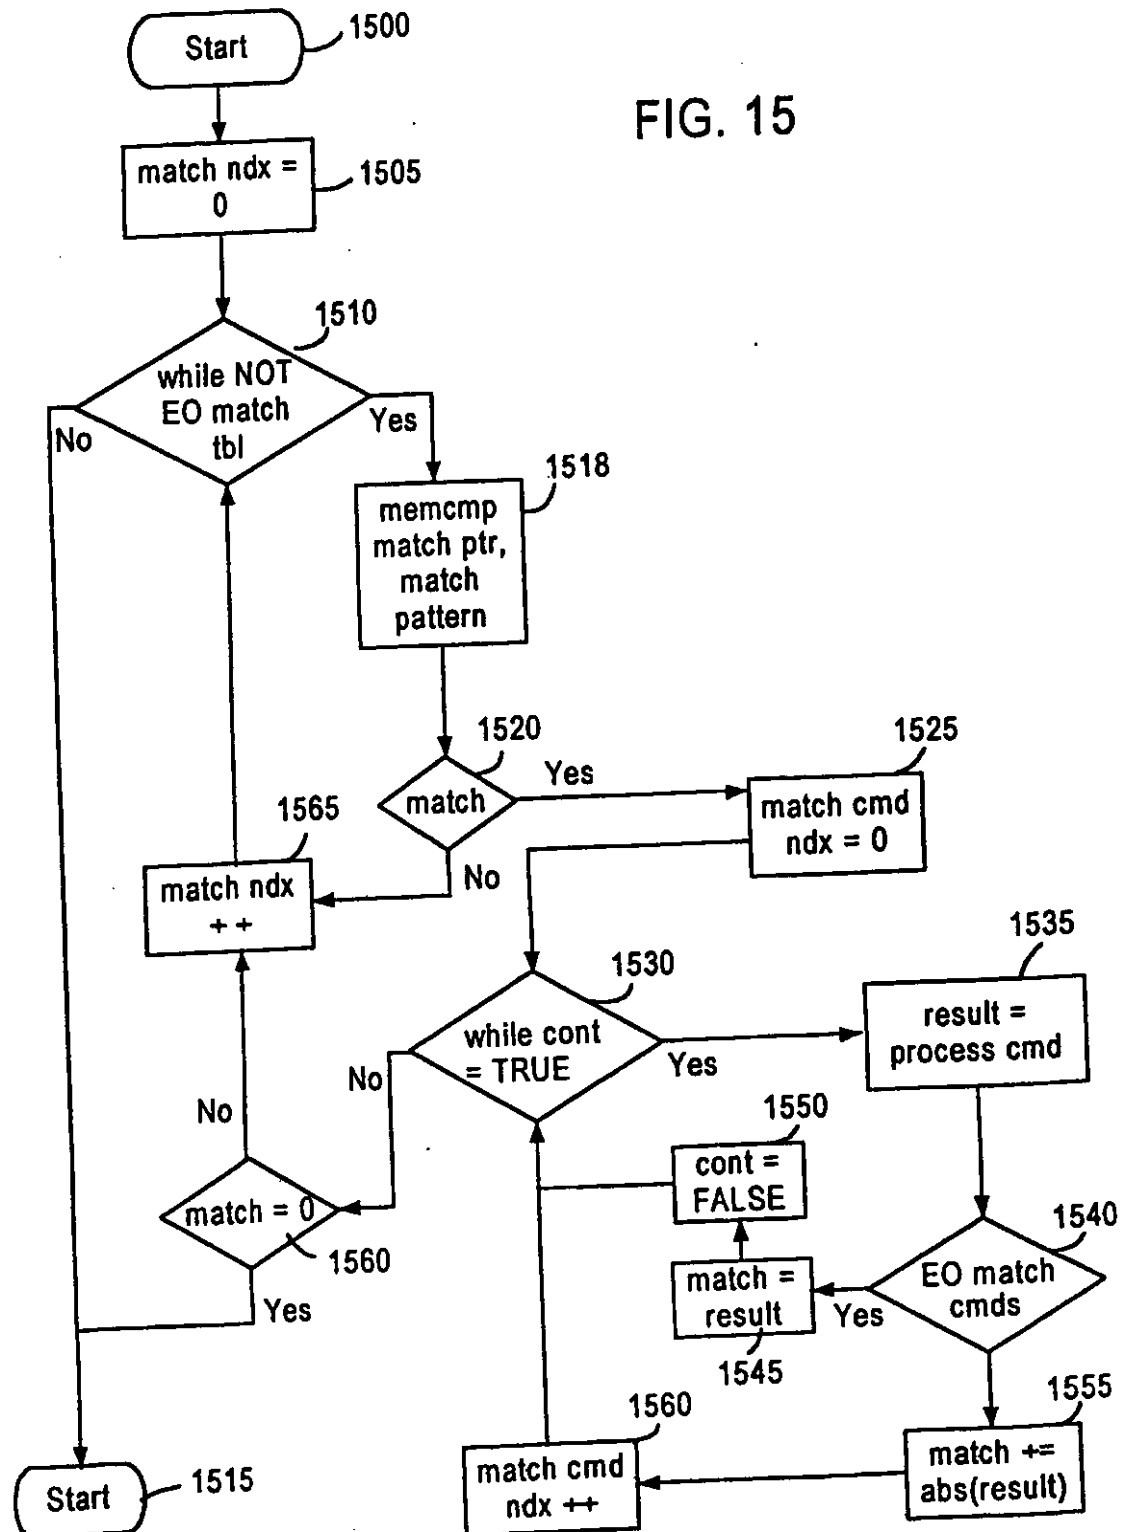 Start
1500
FIG. 15
match ndx =
0
1505
1510
while NOT
EO match
tbl
No
Yes
1518
memcmp
match ptr,
match
pattern
1520
match
Yes
No
1525
match cmd
ndx = 0
1565
match ndx
++
1530
while cont
= TRUE
No
Yes
1535
result =
process cmd
1550
cont =
FALSE
1540
EO match
cmds
Yes
match =
result
1545
No
match = 0
1560
Yes
1555
match +=
abs(result)
1560
match cmd
ndx ++
Start
1515